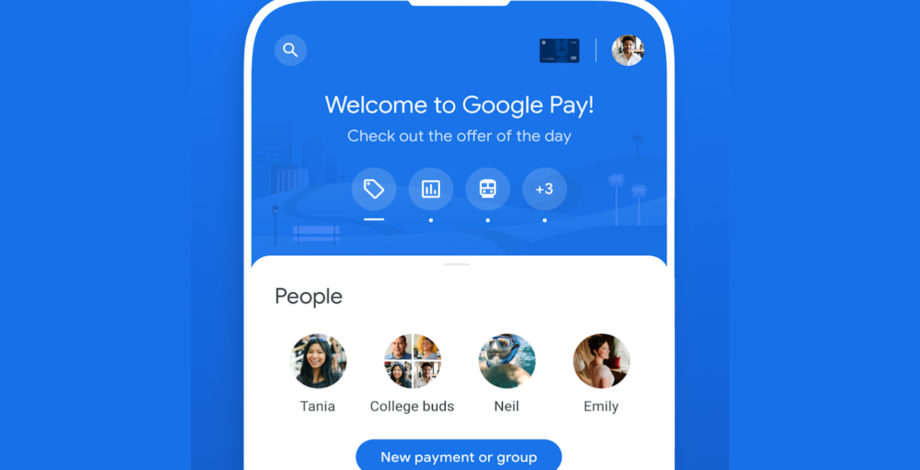 Welcome to Google Pay!
Check out the offer of the day
+3
People
Tania
College buds
Neil
Emily
New payment or group